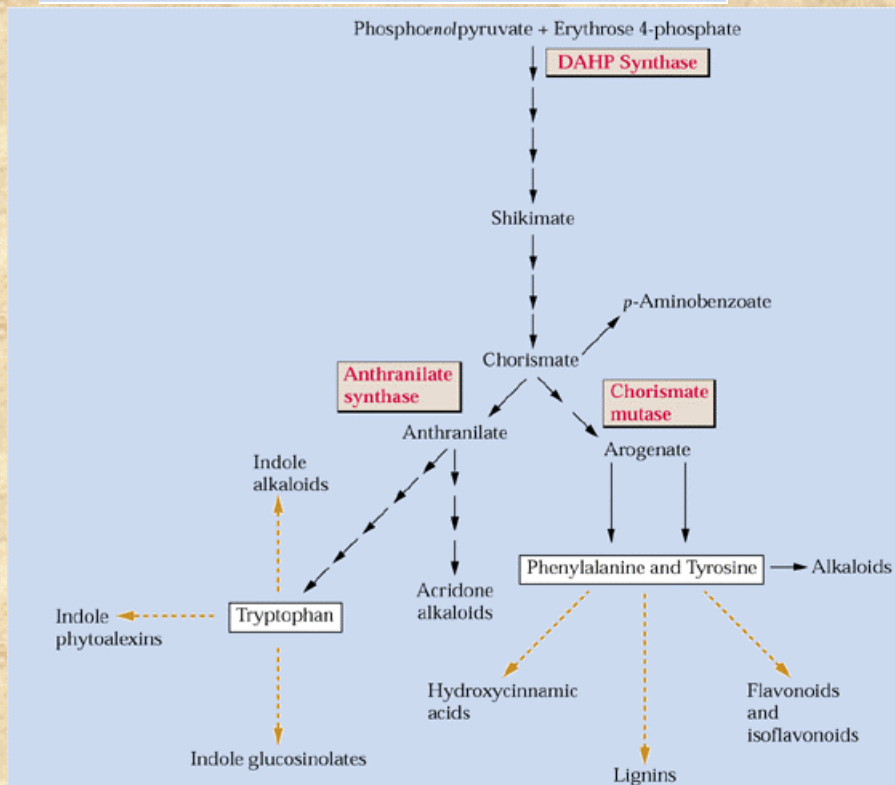 Phosphoenolpyruvate + Erythrose 4-phosphate
DAHP Synthase
Shikimate
p-Aminobenzoate
Chorismate
Anthranilate
synthase
Chorismate
mutase
Anthranilate
Arogenate
Indole
alkaloids
Phenylalanine and Tyrosine
Alkaloids
Acridone
alkaloids
Tryptophan
Indole
phytoalexins
Hydroxycinnamic
acids
Flavonoids
and
isoflavonoids
Indole glucosinolates
Lignins